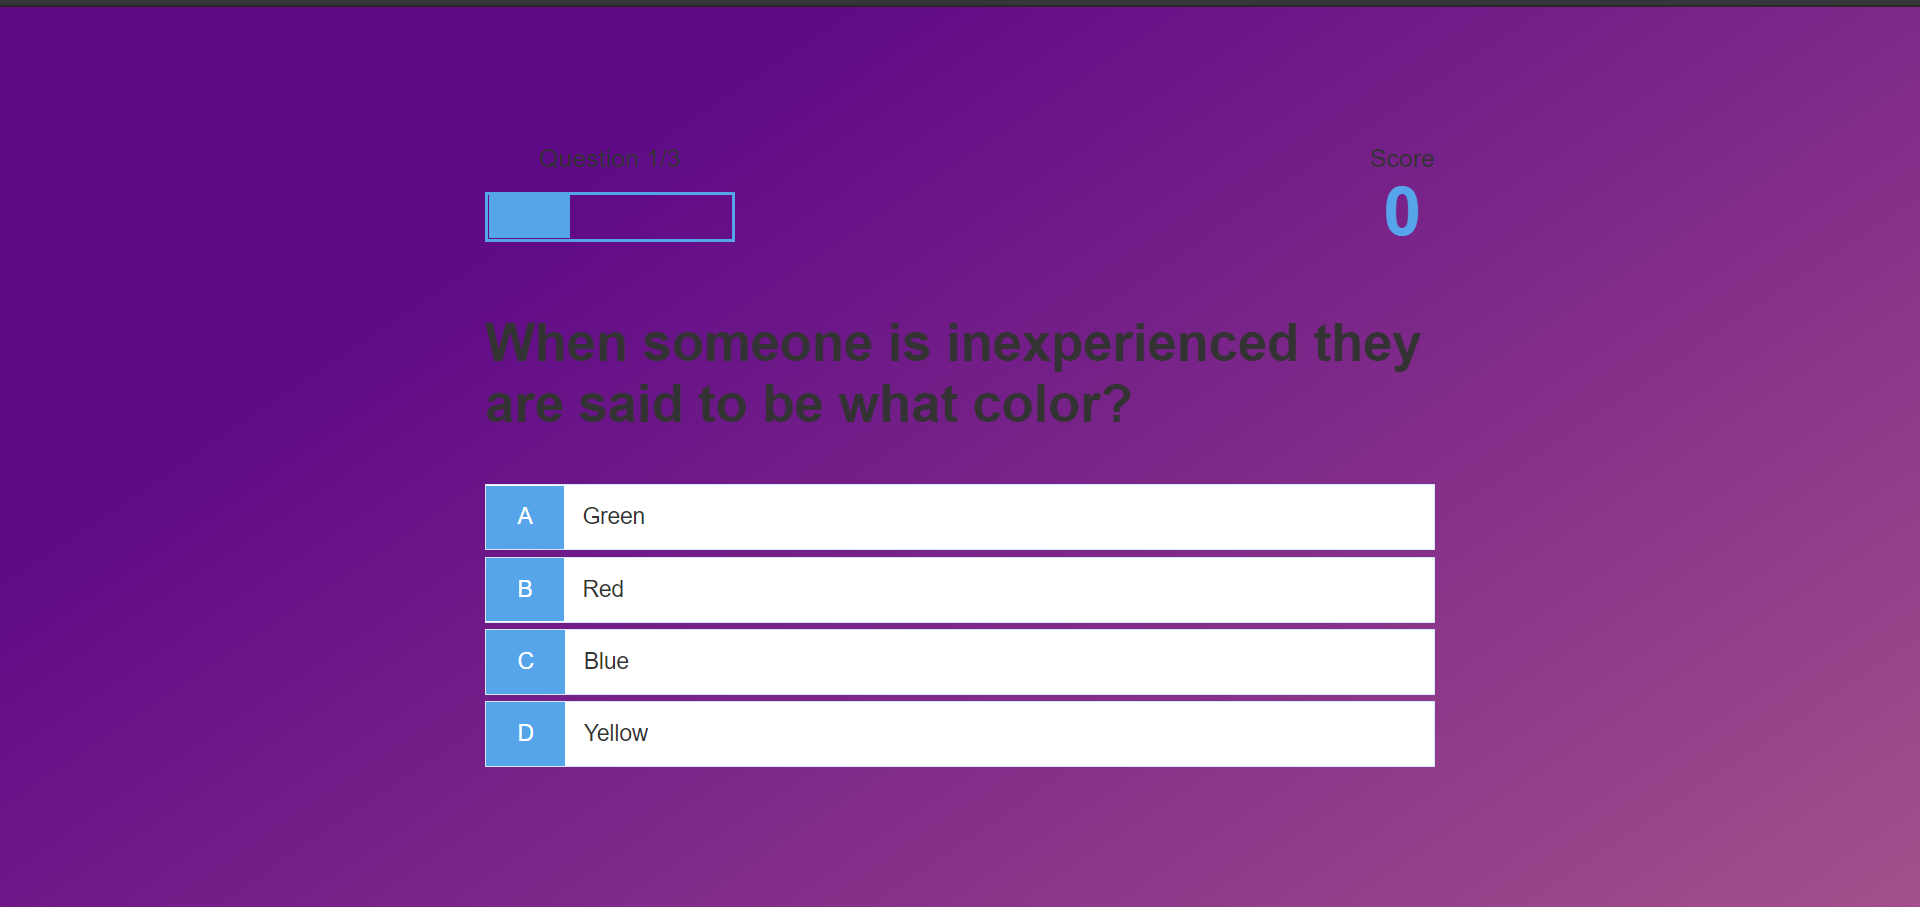 Question 1/3
Score
0
When someone is inexperienced they
are said to be what color?
A Green
B Red
C Blue
D Yellow